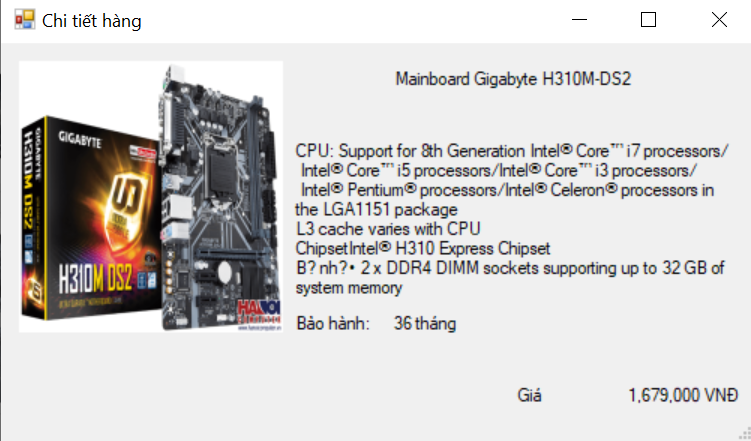 Chi tiết hàng
Mainboard Gigabyte H310M-DS2
GIGABYTE
H310M DS2
H310M DS2
CPU: Support for 8th Generation Intel® Core™ i7 processors/
Intel® Core™ i5 processors/Intel® Core™ i3 processors/
Intel® Pentium® processors/Intel® Celeron® processors in
the LGA1151 package
L3 cache varies with CPU
ChipsetIntel® H310 Express Chipset
B? nh?• 2 x DDR4 DIMM sockets supporting up to 32 GB of
system memory
Bảo hành: 36 tháng
Giá 1,679,000 VNĐ